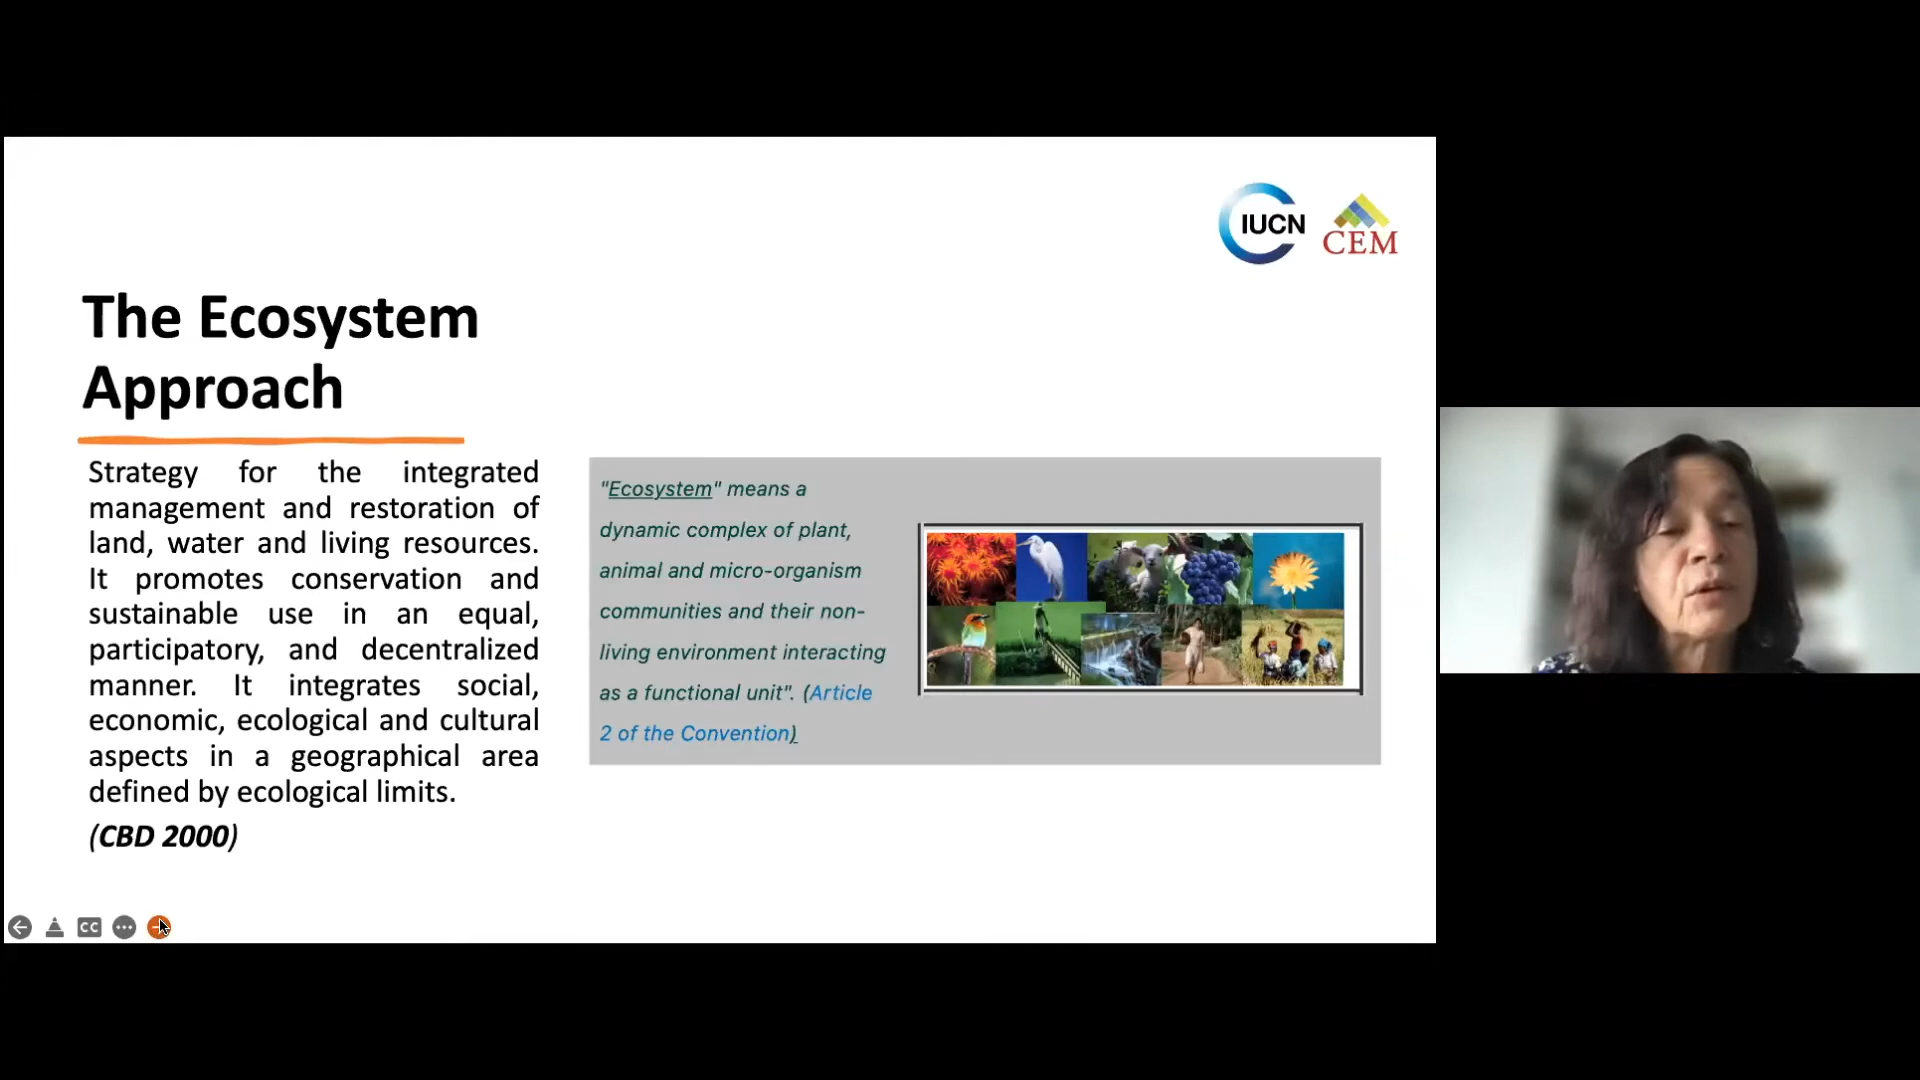 IUCN
CEM
The Ecosystem
Approach
Strategy for the integrated
management and restoration of
land, water and living resources.
It promotes conservation and
sustainable use in an equal,
participatory, and decentralized
manner. It integrates social,
economic, ecological and cultural
aspects in a geographical area
defined by ecological limits.
(CBD 2000)
"Ecosystem" means a
dynamic complex of plant,
animal and micro-organism
communities and their non-
living environment interacting
as a functional unit". (Article
2 of the Convention)
CC